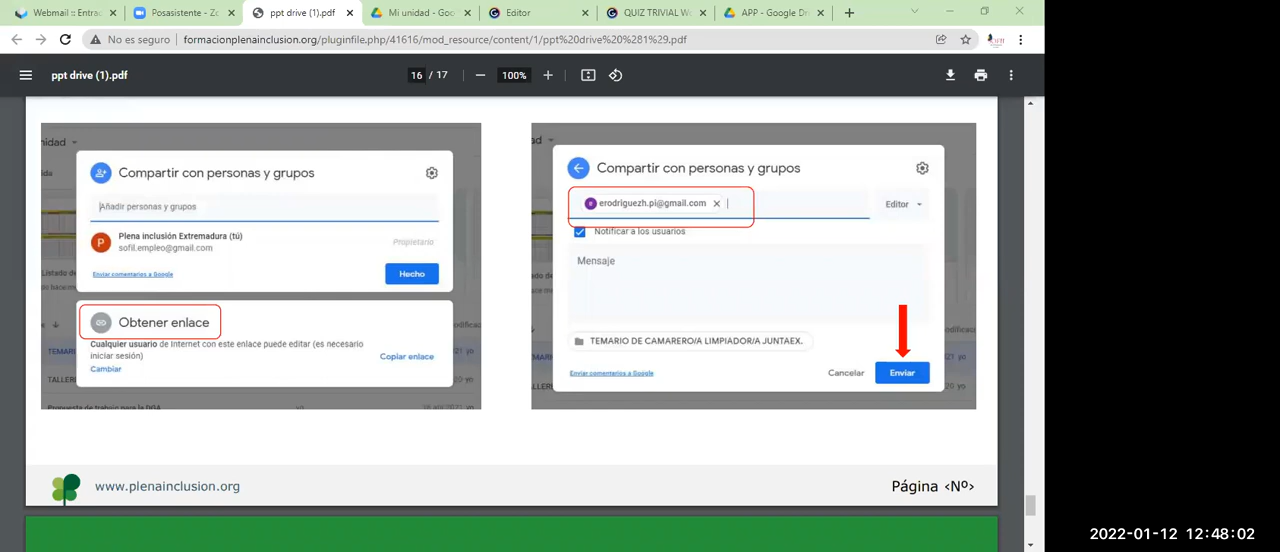 Webmail :: Entrad
Posasistente - Zo
ppt drive (1).pdf
Mi unidad - Goo
Editor
QUIZ TRIVIAL Wo
APP - Google Dri
No es seguro
formacionplenainclusion.org/pluginfile.php/41616/mod_resource/content/1/ppt%20drive%20%281%29.pdf
ppt drive (1).pdf
16 / 17
100%
Compartir con personas y grupos
Añadir personas y grupos
Plena inclusión Extremadura (tú)
sofil.empleo@gmail.com
Propietario
Enviar comentarios a Google
Hecho
Obtener enlace
Cualquier usuario de Internet con este enlace puede editar (es necesario
iniciar sesión)
Copiar enlace
Cambiar
Compartir con personas y grupos
e erodriguezh.pi@gmail.com
Editor
Notificar a los usuarios
Mensaje
TEMARIO DE CAMARERO/A LIMPIADOR/A JUNTAEX.
Enviar comentarios a Google
Cancelar
Enviar
www.plenainclusion.org
Página <Nº>
2022-01-12 12:48:02